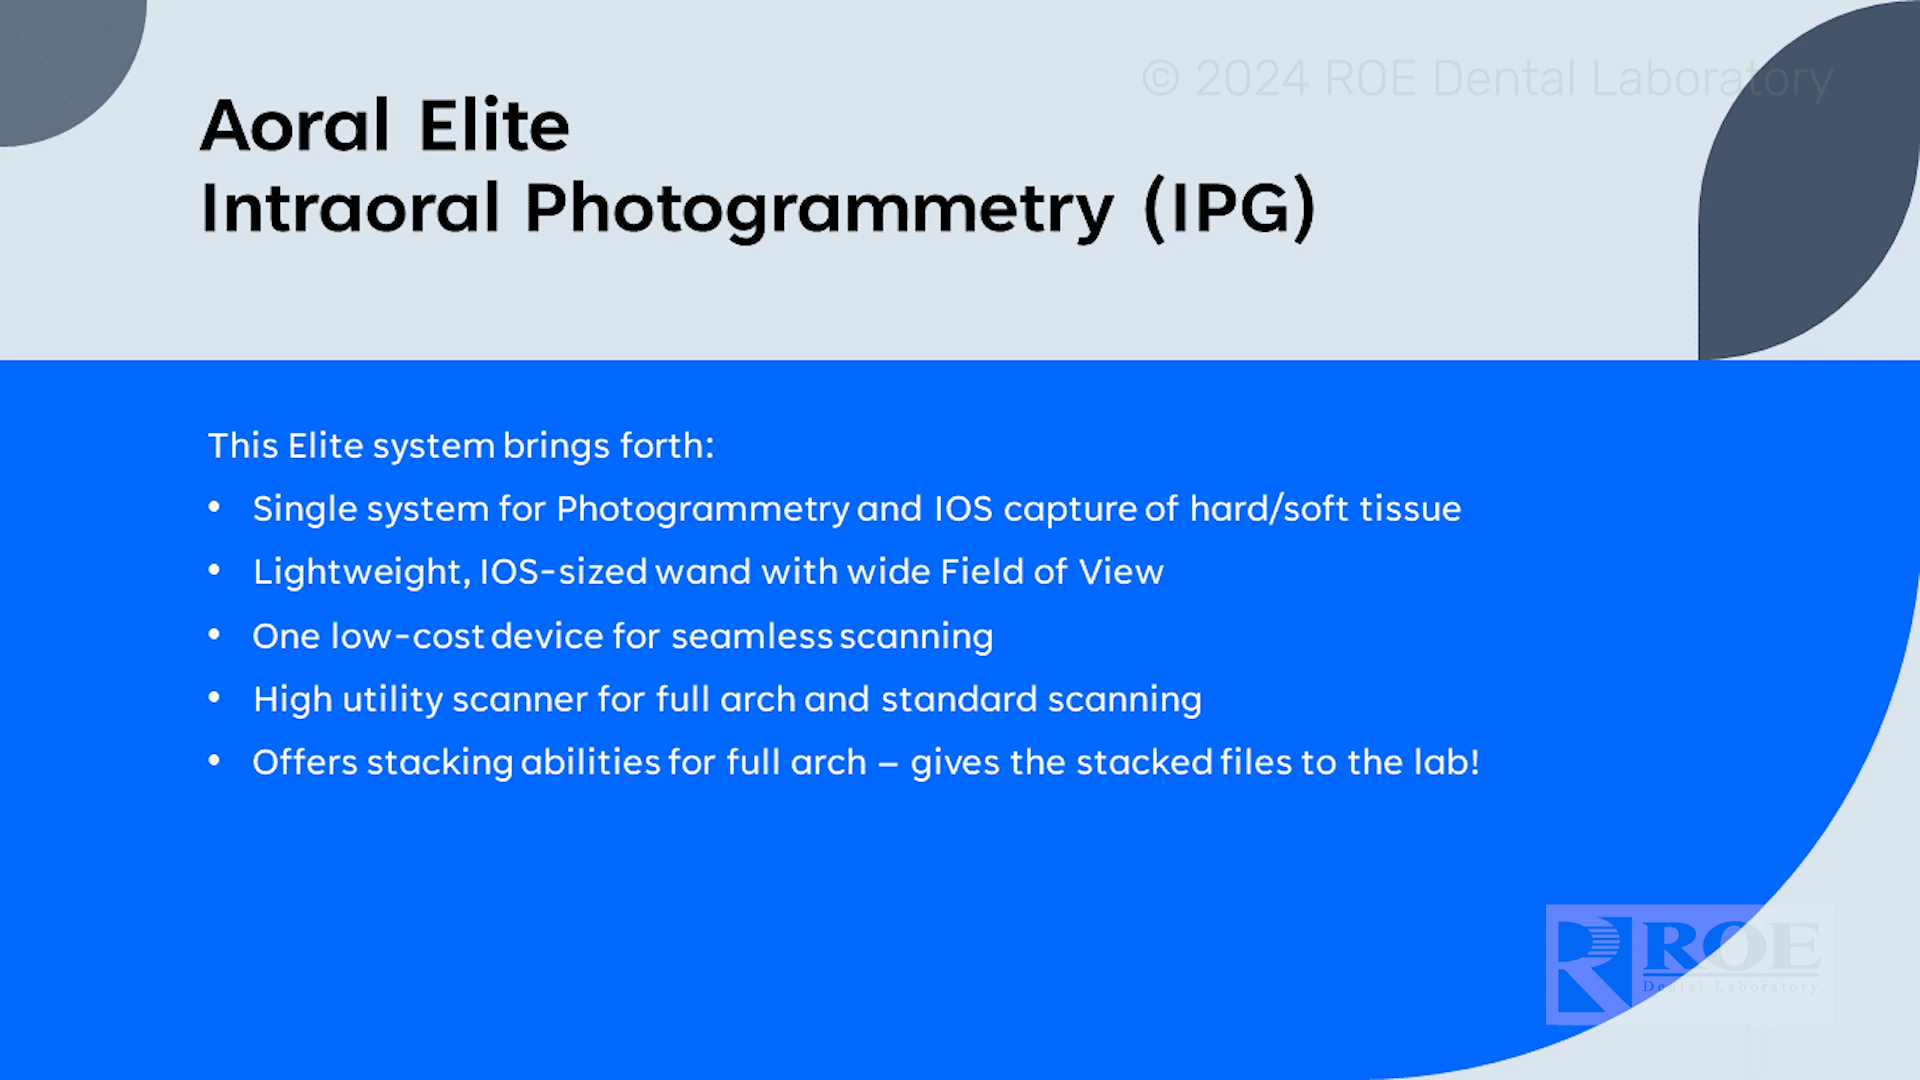 © 2024 ROE Dental Laboratory
Aoral Elite
Intraoral Photogrammetry (IPG)
This Elite system brings forth:
• Single system for Photogrammetry and IOS capture of hard/soft tissue
• Lightweight, IOS-sized wand with wide Field of View
• One low-cost device for seamless scanning
• High utility scanner for full arch and standard scanning
• Offers stacking abilities for full arch – gives the stacked files to the lab!
R ROE
Dental Laboratory